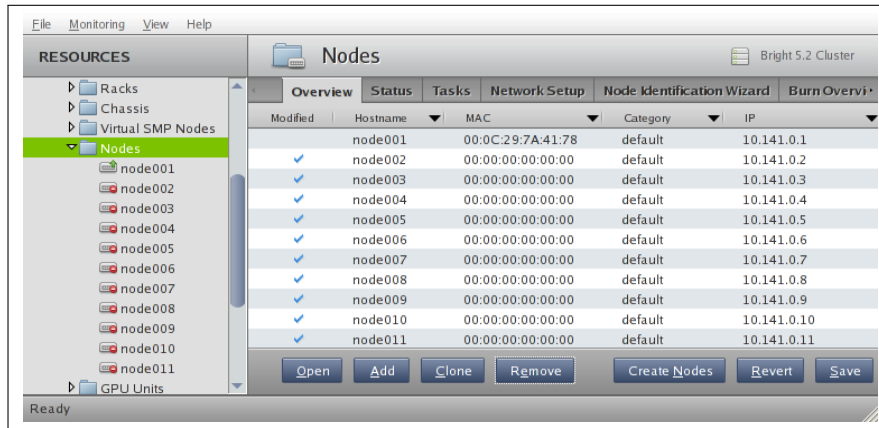 File Monitoring View Help
RESOURCES
Nodes
Bright 5.2 Cluster
Racks
Chassis
Virtual SMP Nodes
Nodes
node001
node002
node003
node004
node005
node006
node007
node008
node009
node010
node011
GPU Units
Overview Status Tasks Network Setup Node Identification Wizard Burn Overvi
Modified Hostname MAC Category IP
node001 00:0C:29:7A:41:78 default 10.141.0.1
node002 00:00:00:00:00:00 default 10.141.0.2
node003 00:00:00:00:00:00 default 10.141.0.3
node004 00:00:00:00:00:00 default 10.141.0.4
node005 00:00:00:00:00:00 default 10.141.0.5
node006 00:00:00:00:00:00 default 10.141.0.6
node007 00:00:00:00:00:00 default 10.141.0.7
node008 00:00:00:00:00:00 default 10.141.0.8
node009 00:00:00:00:00:00 default 10.141.0.9
node010 00:00:00:00:00:00 default 10.141.0.10
node011 00:00:00:00:00:00 default 10.141.0.11
Open Add Clone Remove Create Nodes Revert Save
Ready